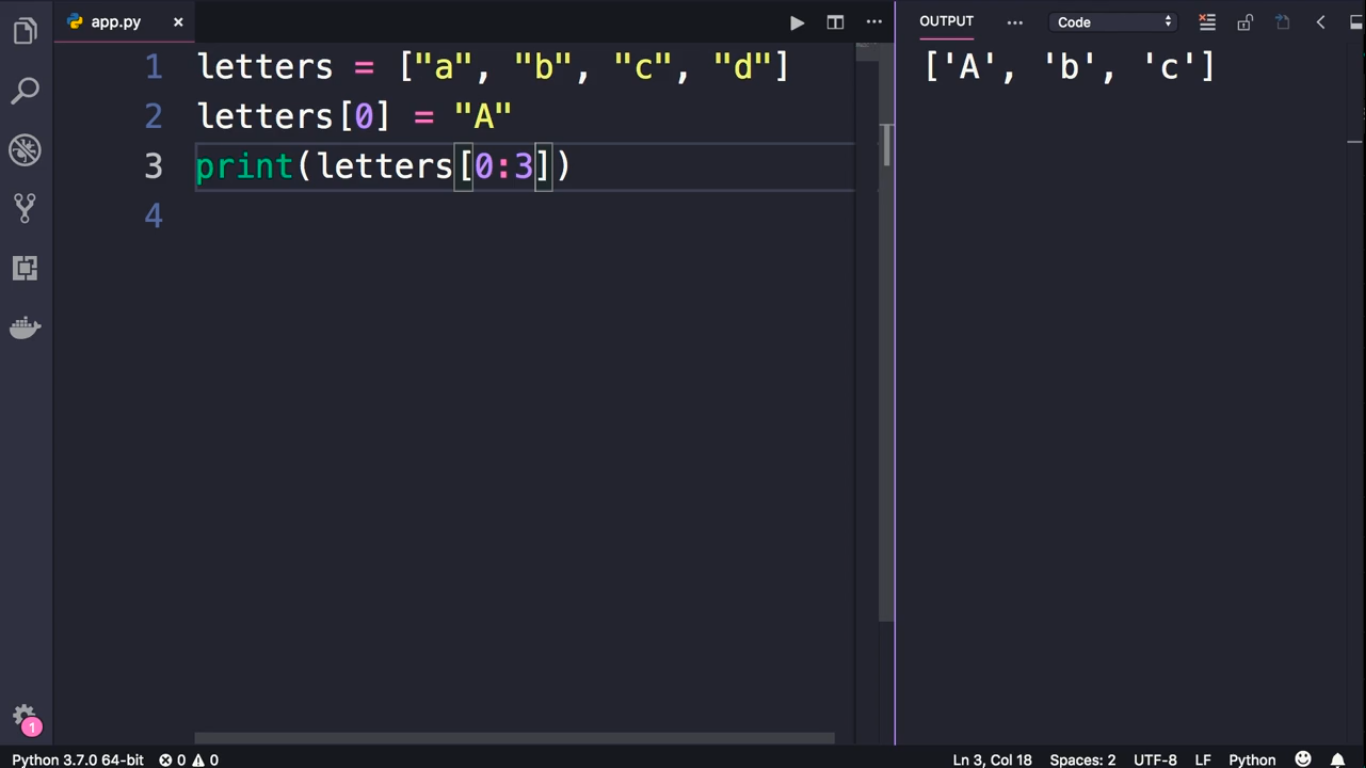 app.py
OUTPUT
Code
1 letters = ["a", "b", "c", "d"]
2 letters[0] = "A"
3 print(letters[0:3])
4
['A', 'b', 'c']
1
Python 3.7.0 64-bit 0 0 Ln 3, Col 18 Spaces: 2 UTF-8 LF Python